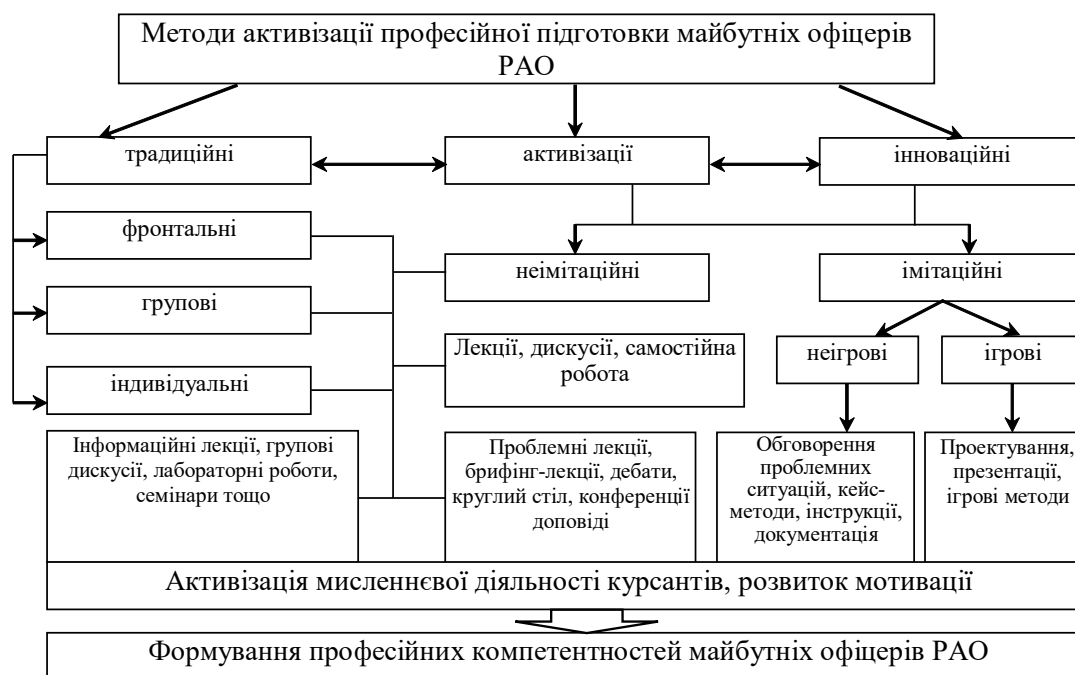 Методи активізації професійної підготовки майбутніх офіцерів
РАО
традиційні
активізації
інноваційні
фронтальні
неімітаційні
імітаційні
групові
Лекції, дискусії, самостійна
робота
неігрові
ігрові
індивідуальні
Інформаційні лекції, групові
дискусії, лабораторні роботи,
семінари тощо
Проблемні лекції,
брифінг-лекції, дебати,
круглий стіл, конференції
доповіді
Обговорення
проблемних
ситуацій, кейс-
методи, інструкції,
документація
Проектування,
презентації,
ігрові методи
Активізація мисленнєвої діяльності курсантів, розвиток мотивації
Формування професійних компетентностей майбутніх офіцерів РАО